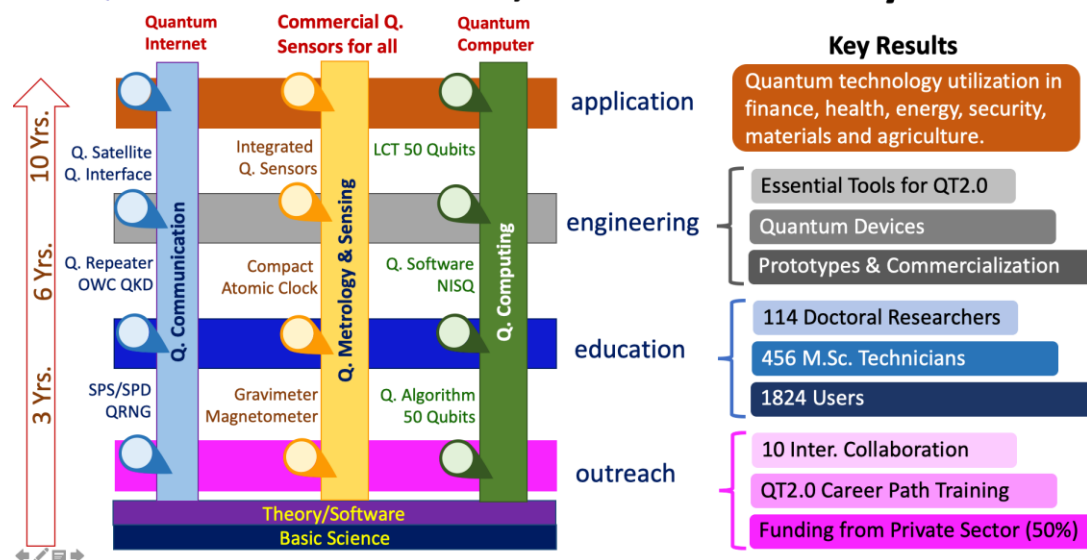 Quantum
Internet
Commercial Q.
Sensors for all
Quantum
Computer
Key Results
10 Yrs.
6 Yrs.
3 Yrs.
Q. Communication
Q. Metrology & Sensing
Q. Computing
application
Quantum technology utilization in
finance, health, energy, security,
materials and agriculture.
Q. Satellite
Q. Interface
Integrated
Q. Sensors
LCT 50 Qubits
engineering
Essential Tools for QT2.0
Quantum Devices
Prototypes & Commercialization
Q. Repeater
OWC QKD
Compact
Atomic Clock
Q. Software
NISQ
education
114 Doctoral Researchers
456 M.Sc. Technicians
1824 Users
SPS/SPD
QRNG
Gravimeter
Magnetometer
Q. Algorithm
50 Qubits
outreach
10 Inter. Collaboration
QT2.0 Career Path Training
Funding from Private Sector (50%)
Theory/Software
Basic Science